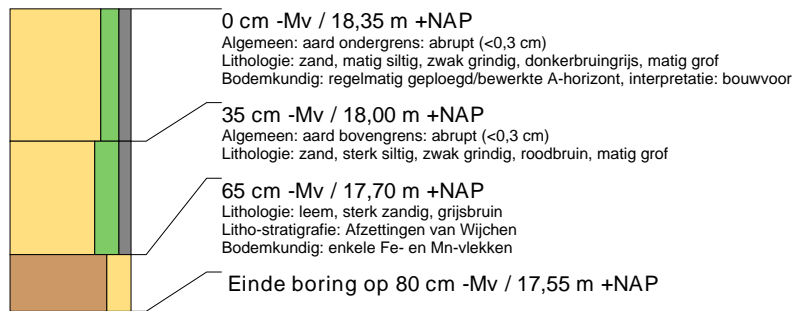 0 cm -Mv / 18,35 m +NAP
Algemeen: aard ondergrens: abrupt (<0,3 cm)
Lithologie: zand, matig siltig, zwak grindig, donkerbruingrijs, matig grof
Bodemkundig: regelmatig geploegd/bewerkte A-horizont, interpretatie: bouwvoor
35 cm -Mv / 18,00 m +NAP
Algemeen: aard bovengrens: abrupt (<0,3 cm)
Lithologie: zand, sterk siltig, zwak grindig, roodbruin, matig grof
65 cm -Mv / 17,70 m +NAP
Lithologie: leem, sterk zandig, grijsbruin
Litho-stratigrafie: Afzettingen van Wijchen
Bodemkundig: enkele Fe- en Mn-vlekken
Einde boring op 80 cm -Mv / 17,55 m +NAP